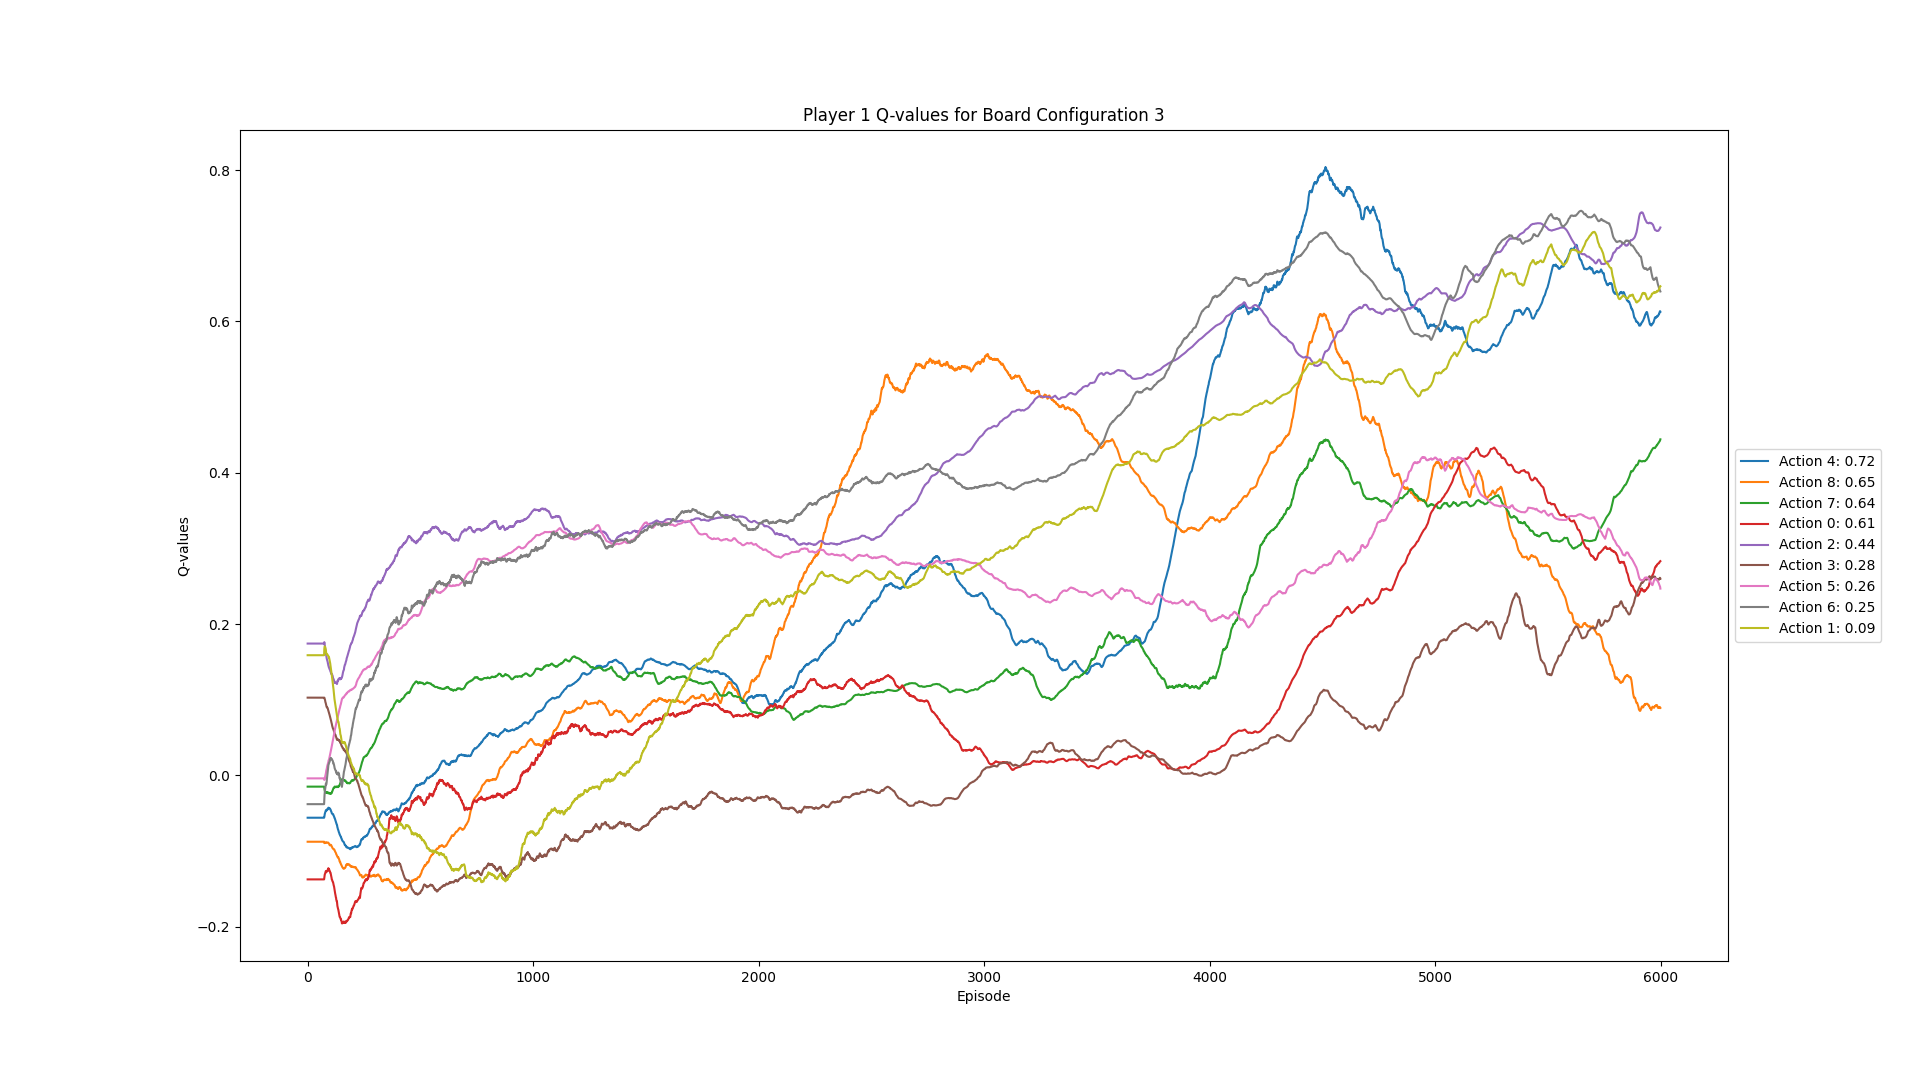 Player 1 Q-values for Board Configuration 3
0.8
0.6
0.4
0.2
0.0
−0.2
Q-values
0 1000 2000 3000 4000 5000 6000
Episode
Action 4: 0.72
Action 8: 0.65
Action 7: 0.64
Action 0: 0.61
Action 2: 0.44
Action 3: 0.28
Action 5: 0.26
Action 6: 0.25
Action 1: 0.09